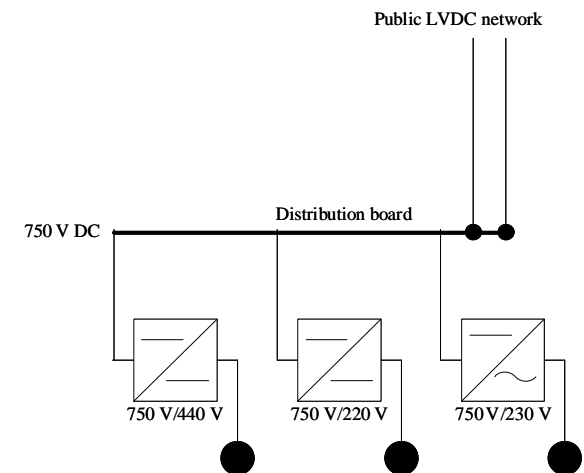 Public LVDC network
Distribution board
750 V DC
750 V/440 V
750 V/220 V
750 V/230 V